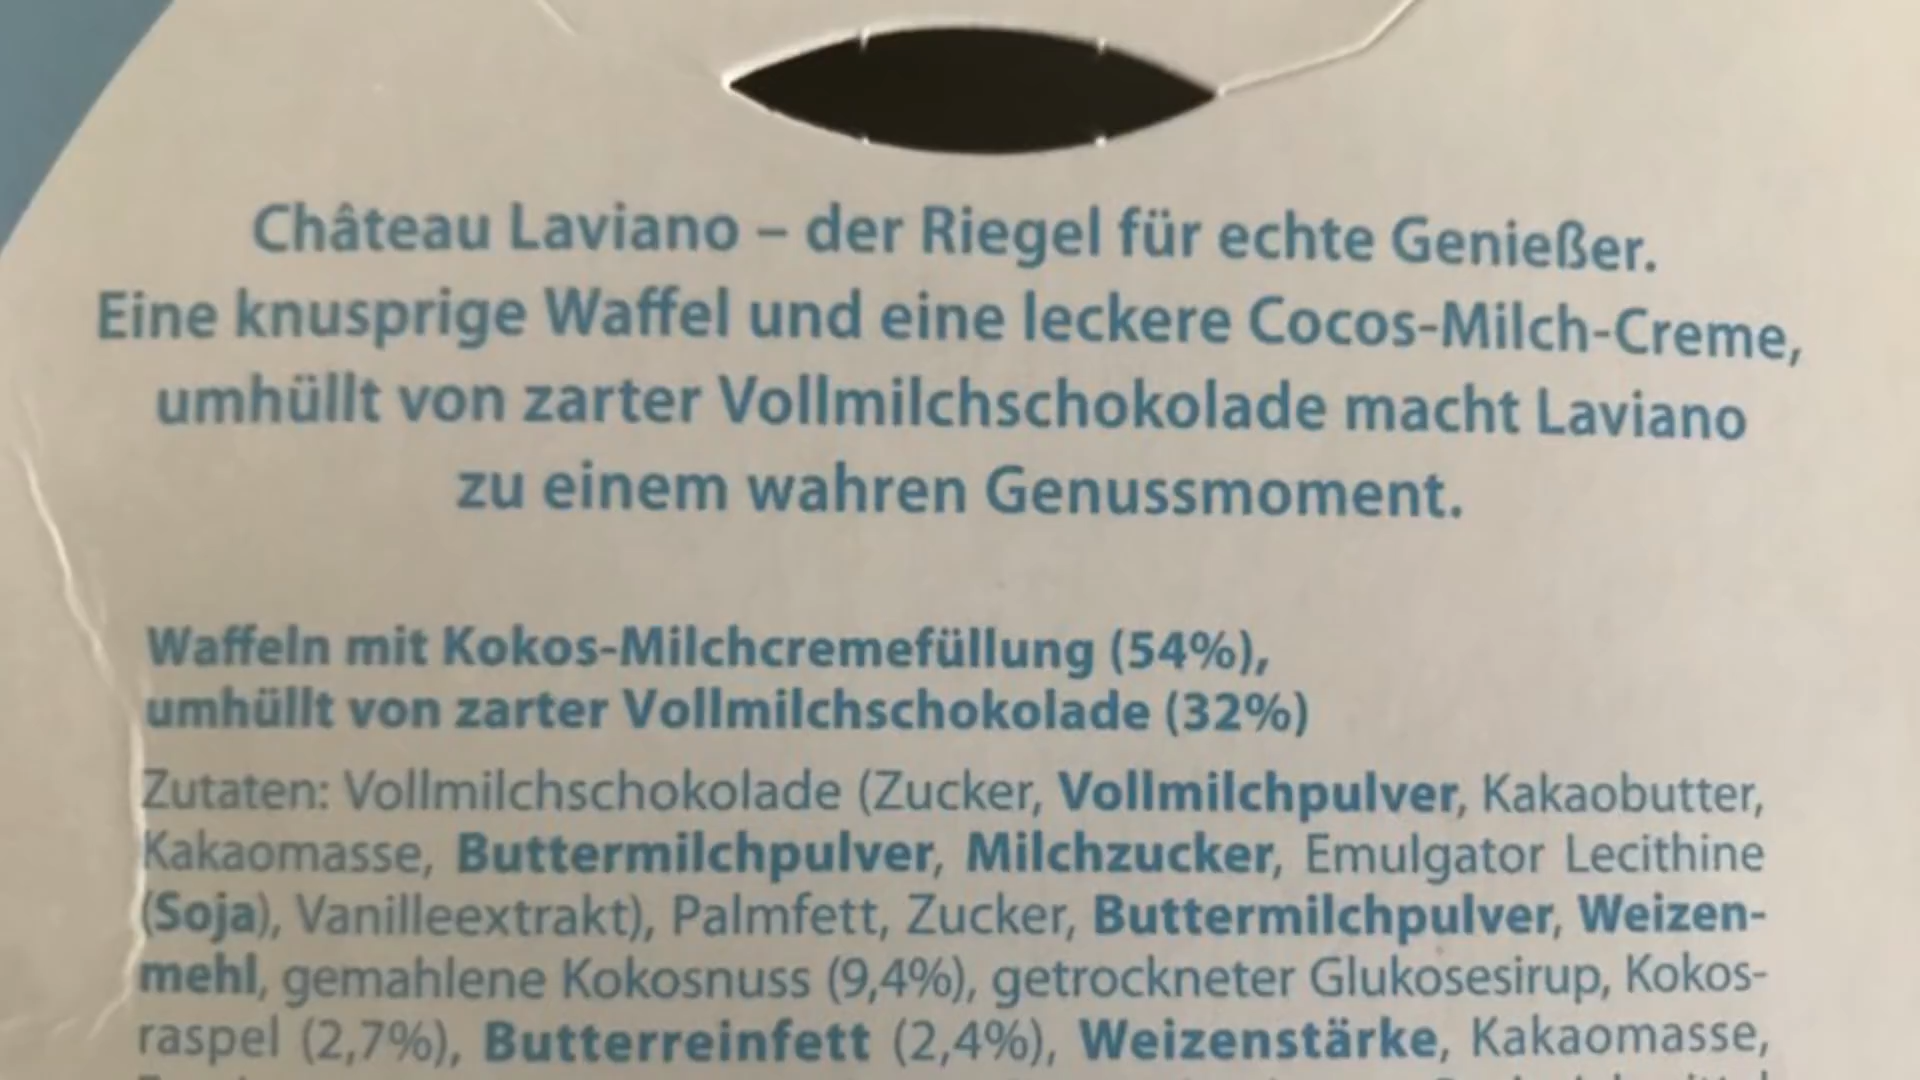 Château Laviano – der Riegel für echte Genießer.
Eine knusprige Waffel und eine leckere Cocos-Milch-Creme,
umhüllt von zarter Vollmilchschokolade macht Laviano
zu einem wahren Genussmoment.
Waffeln mit Kokos-Milchcremefüllung (54%),
umhüllt von zarter Vollmilchschokolade (32%)
Zutaten: Vollmilchschokolade (Zucker, Vollmilchpulver, Kakaobutter,
Kakaomasse, Buttermilchpulver, Milchzucker, Emulgator Lecithine
(Soja), Vanilleextrakt), Palmfett, Zucker, Buttermilchpulver, Weizen-
mehl, gemahlene Kokosnuss (9,4%), getrockneter Glukosesirup, Kokos-
raspel (2,7%), Butterreinfett (2,4%), Weizenstärke, Kakaomasse,